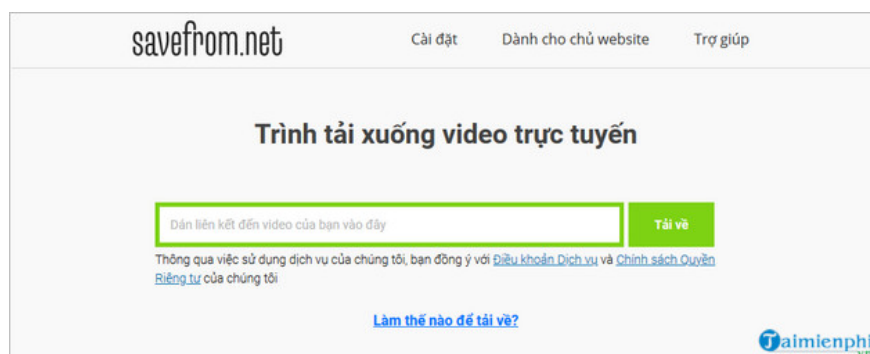 savefrom.net Cài đặt Dành cho chủ website Trợ giúp
Trình tải xuống video trực tuyến
Dán liên kết đến video của bạn vào đây Tải về
Thông qua việc sử dụng dịch vụ của chúng tôi, bạn đồng ý với Điều khoản Dịch vụ và Chính sách Quyền
Riêng tư của chúng tôi
Làm thế nào để tải về?
Taimienphi